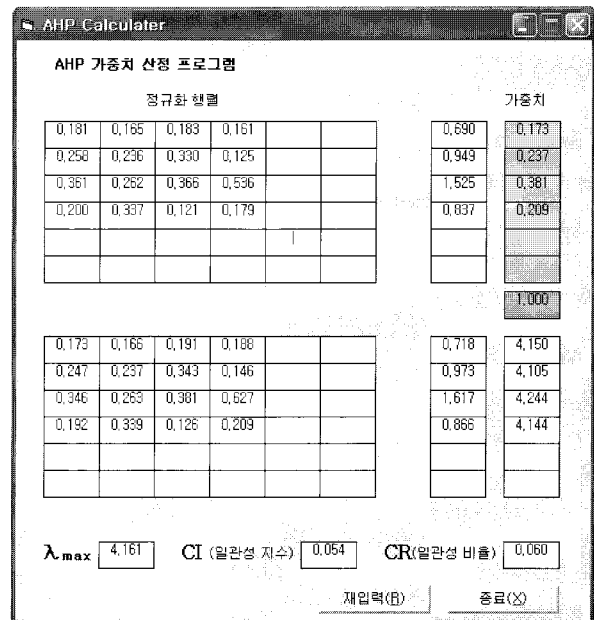 AHP Calculater
AHP 가중치 산정 프로그램
정규화 행렬 가중치
0,181 0,165 0,183 0,161 0,690 0,173
0,258 0,236 0,330 0,125 0,949 0,237
0,361 0,262 0,366 0,536 1,525 0,381
0,200 0,337 0,121 0,179 0,837 0,209
1,000
0,173 0,166 0,191 0,188 0,718 4,150
0,247 0,237 0,343 0,146 0,973 4,105
0,346 0,263 0,381 0,627 1,617 4,244
0,192 0,339 0,126 0,209 0,866 4,144
λmax 4,161 CI (일관성 지수) 0,054 CR(일관성 비율) 0,060
재입력(R) 종료(X)